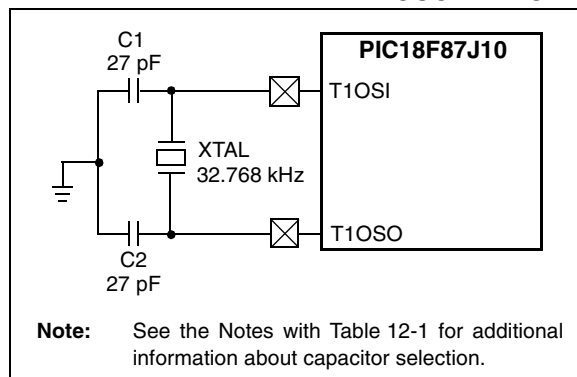 C1
27 pF
PIC18F87J10
T1OSI
XTAL
32.768 kHz
T1OSO
C2
27 pF
Note: See the Notes with Table 12-1 for additional
information about capacitor selection.